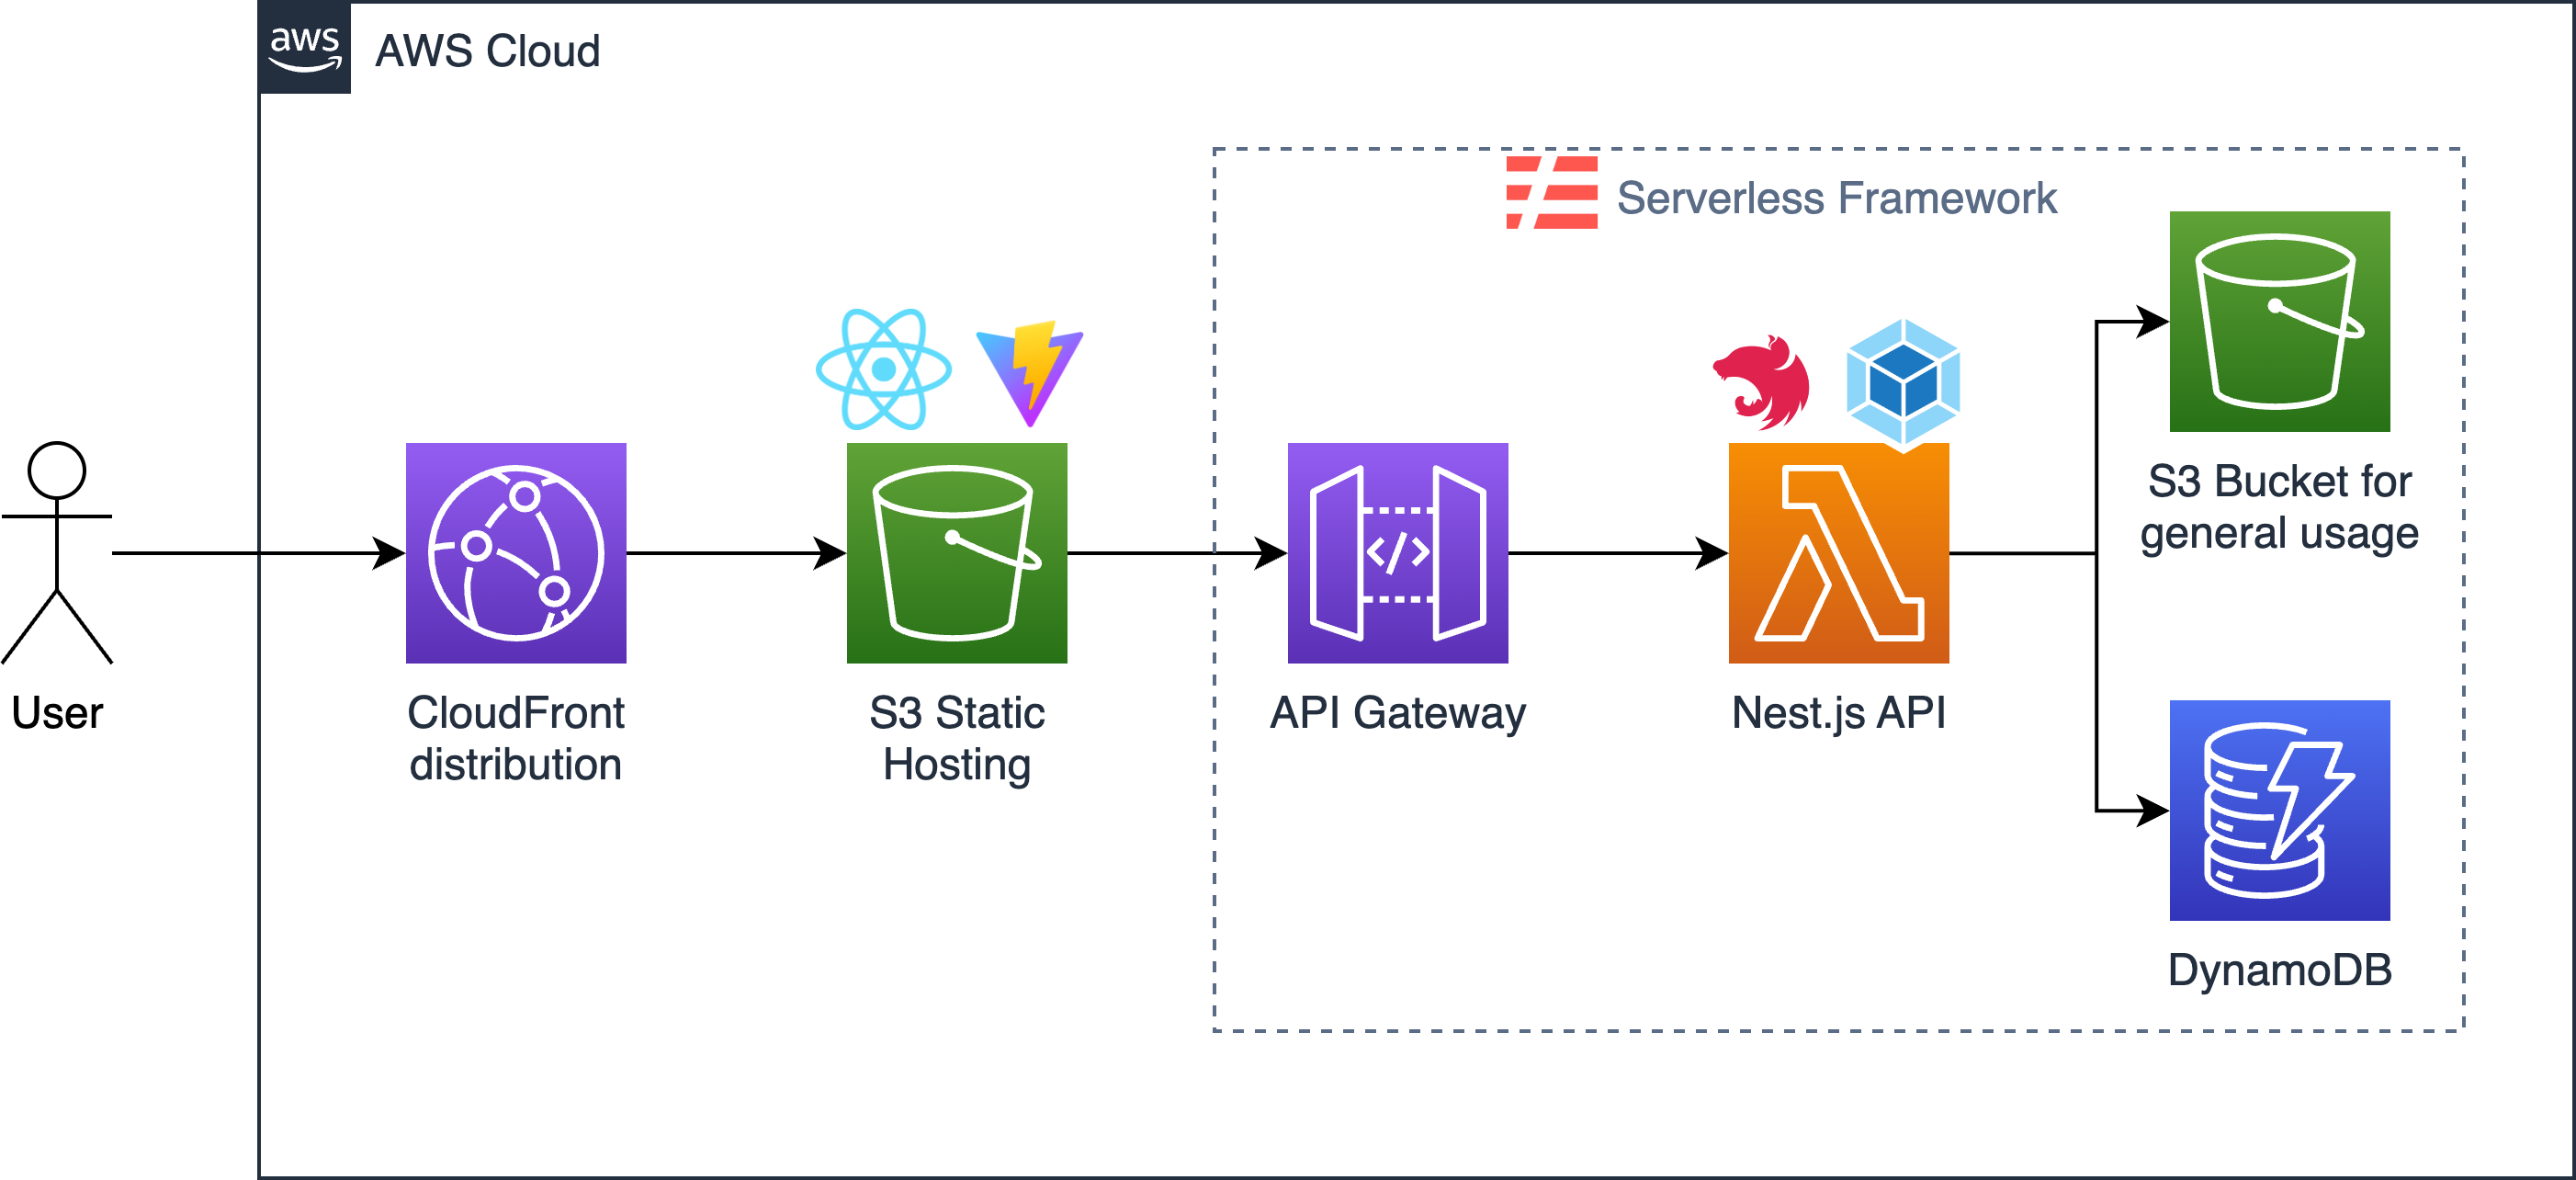 aws
AWS Cloud
Serverless Framework
S3 Bucket for
general usage
</>
User
CloudFront
distribution
S3 Static
Hosting
API Gateway
Nest.js API
DynamoDB